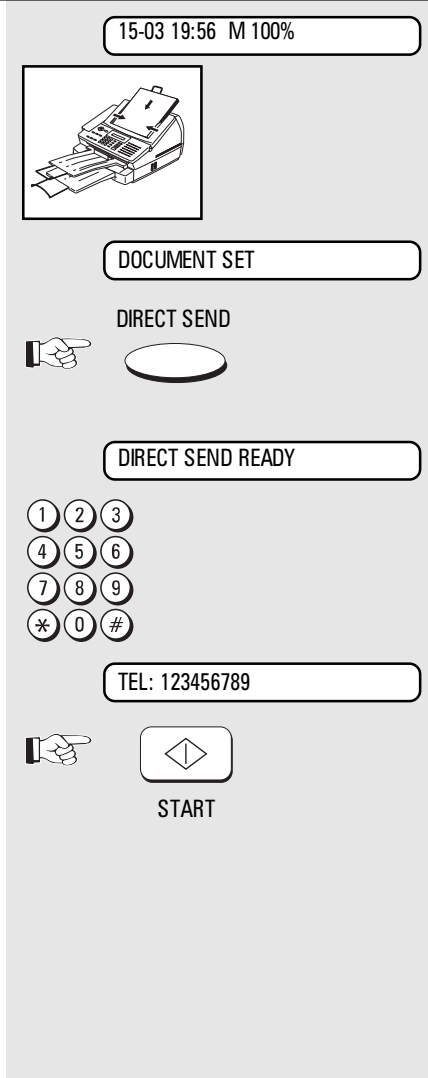 15-03 19:56 M 100%
DOCUMENT SET
DIRECT SEND
DIRECT SEND READY
1 2 3
4 5 6
7 8 9
* 0 #
TEL: 123456789
START